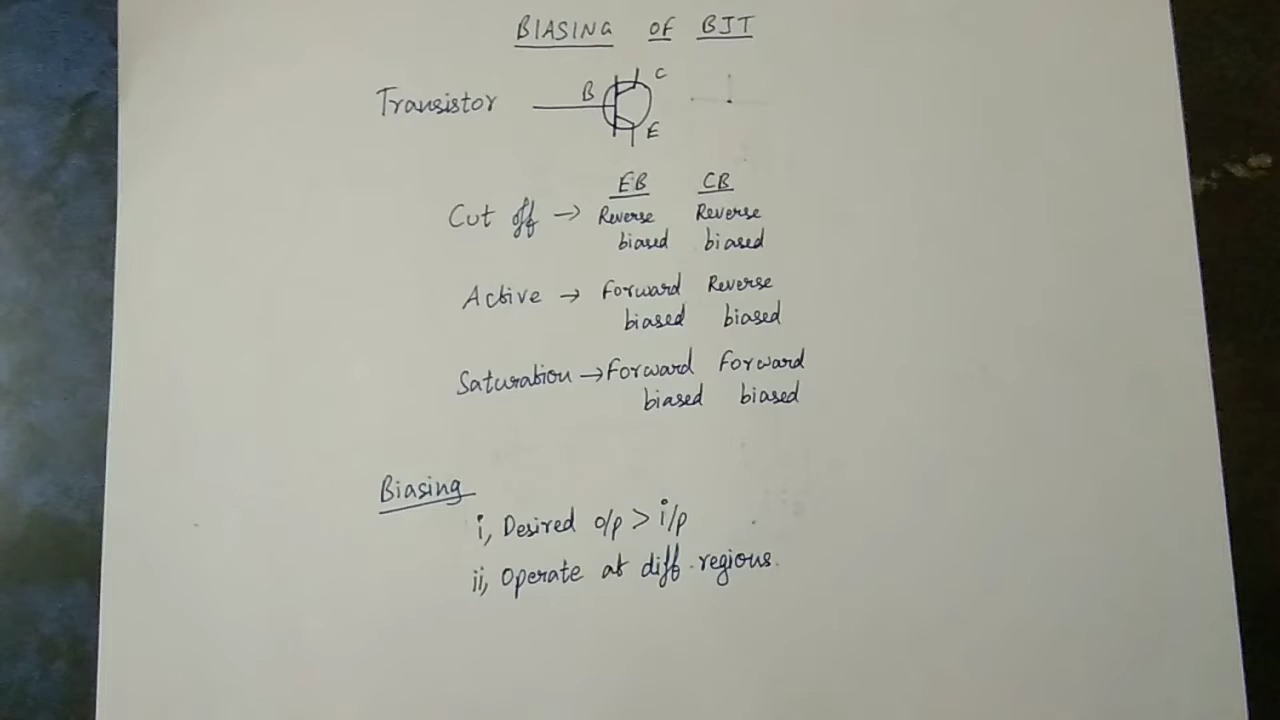 BIASING OF BJT
C
Transistor B
E
EB CB
Cut off → Reverse biased Reverse biased
Active → Forward biased Reverse biased
Saturation → Forward biased Forward biased
Biasing
i, Desired o/p > i/p
ii, Operate at diff. regions.